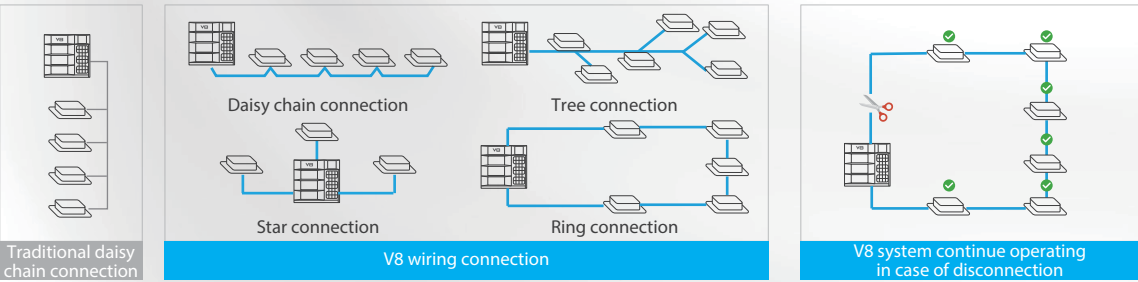 V8
Traditional daisy
chain connection
V8
Daisy chain connection
V8
Tree connection
V8
Star connection
V8
Ring connection
V8 wiring connection
V8
V8 system continue operating
in case of disconnection